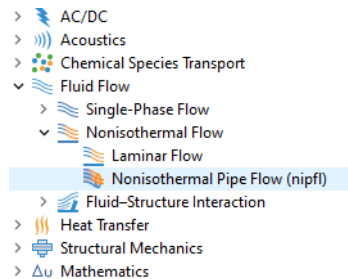 AC/DC
Acoustics
Chemical Species Transport
Fluid Flow
Single-Phase Flow
Nonisothermal Flow
Laminar Flow
Nonisothermal Pipe Flow (nipfl)
Fluid–Structure Interaction
Heat Transfer
Structural Mechanics
Δu Mathematics